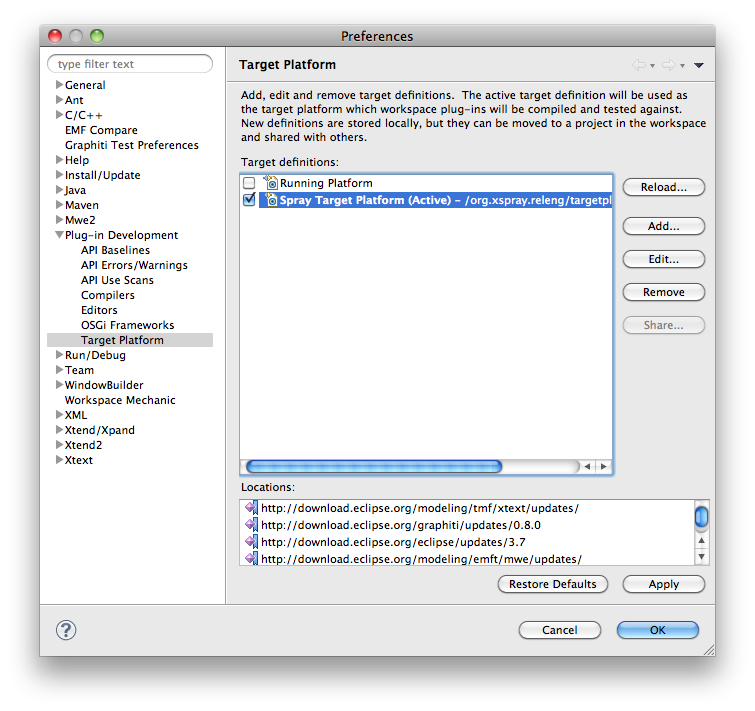 Preferences
type filter text
General
Ant
C/C++
EMF Compare
Graphiti Test Preferences
Help
Install/Update
Java
Maven
Mwe2
Plug-in Development
API Baselines
API Errors/Warnings
API Use Scans
Compilers
Editors
OSGi Frameworks
Target Platform
Run/Debug
Team
WindowBuilder
Workspace Mechanic
XML
Xtend/Xpand
Xtend2
Xtext
Target Platform
Add, edit and remove target definitions.  The active target definition will be used as
the target platform which workspace plug-ins will be compiled and tested against.
New definitions are stored locally, but they can be moved to a project in the workspace
and shared with others.
Target definitions:
Running Platform
Spray Target Platform (Active) – /org.xspray.releng/targetpl
Reload...
Add...
Edit...
Remove
Share...
Locations:
http://download.eclipse.org/modeling/tmf/xtext/updates/
http://download.eclipse.org/graphiti/updates/0.8.0
http://download.eclipse.org/eclipse/updates/3.7
http://download.eclipse.org/modeling/emft/mwe/updates/
Restore Defaults
Apply
?
Cancel
OK